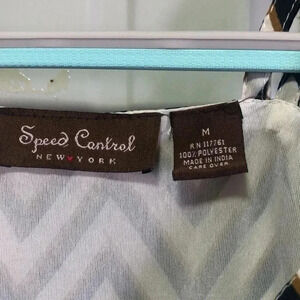 Speed Control
NEW♥YORK
M
RN 117761
100% POLYESTER
MADE IN INDIA
CARE OVER